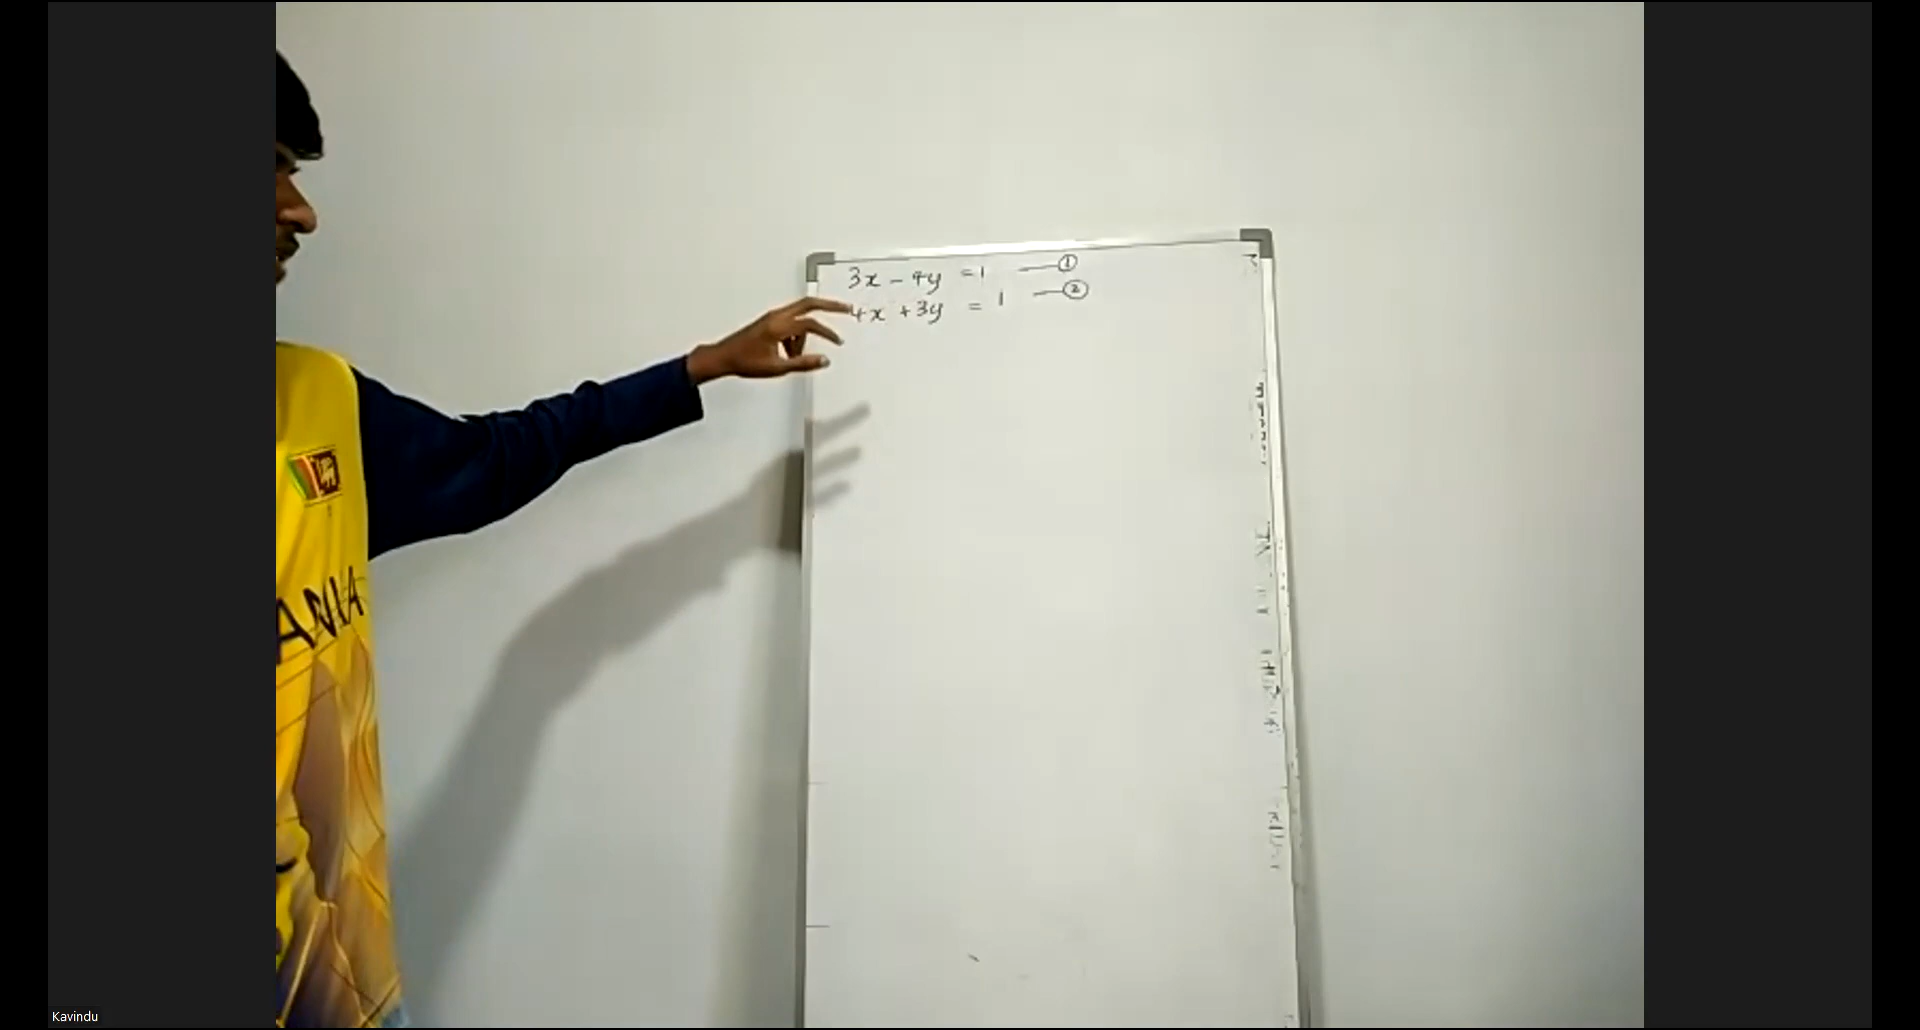 3x - 4y = 1 —— ①
4x + 3y = 1 —— ②
Kavindu